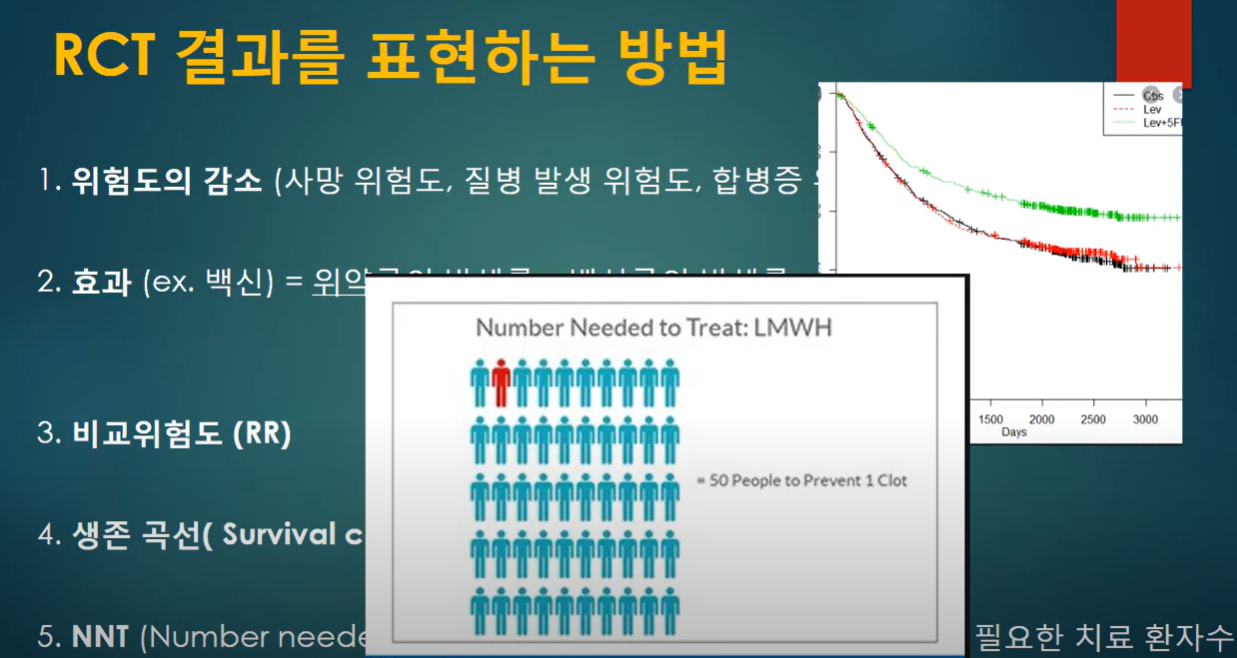 RCT 결과를 표현하는 방법
1. 위험도의 감소 (사망 위험도, 질병 발생 위험도, 합병증
2. 효과 (ex. 백신) = 위약
3. 비교위험도 (RR)
4. 생존 곡선( Survival c
5. NNT (Number neede
필요한 치료 환자수
Obs
Lev
Lev+5FU
1500 2000 2500 3000
Days
Number Needed to Treat: LMWH
= 50 People to Prevent 1 Clot